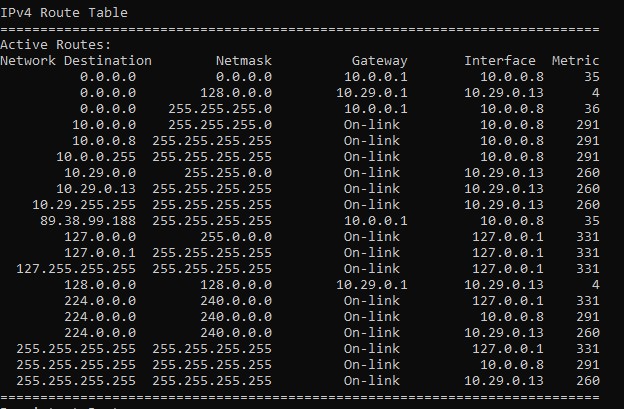 IPv4 Route Table
===========================================================================
Active Routes:
Network Destination        Netmask          Gateway       Interface  Metric
          0.0.0.0          0.0.0.0         10.0.0.1         10.0.0.8     35
          0.0.0.0        128.0.0.0        10.29.0.1       10.29.0.13      4
          0.0.0.0    255.255.255.0         10.0.0.1         10.0.0.8     36
         10.0.0.0    255.255.255.0         On-link          10.0.0.8    291
         10.0.0.8  255.255.255.255         On-link          10.0.0.8    291
       10.0.0.255  255.255.255.255         On-link          10.0.0.8    291
        10.29.0.0      255.255.0.0         On-link        10.29.0.13    260
       10.29.0.13  255.255.255.255         On-link        10.29.0.13    260
    10.29.255.255  255.255.255.255         On-link        10.29.0.13    260
     89.38.99.188  255.255.255.255         10.0.0.1         10.0.0.8     35
        127.0.0.0        255.0.0.0         On-link         127.0.0.1    331
        127.0.0.1  255.255.255.255         On-link         127.0.0.1    331
  127.255.255.255  255.255.255.255         On-link         127.0.0.1    331
        128.0.0.0        128.0.0.0        10.29.0.1       10.29.0.13      4
        224.0.0.0        240.0.0.0         On-link         127.0.0.1    331
        224.0.0.0        240.0.0.0         On-link          10.0.0.8    291
        224.0.0.0        240.0.0.0         On-link        10.29.0.13    260
  255.255.255.255  255.255.255.255         On-link         127.0.0.1    331
  255.255.255.255  255.255.255.255         On-link          10.0.0.8    291
  255.255.255.255  255.255.255.255         On-link        10.29.0.13    260
===========================================================================